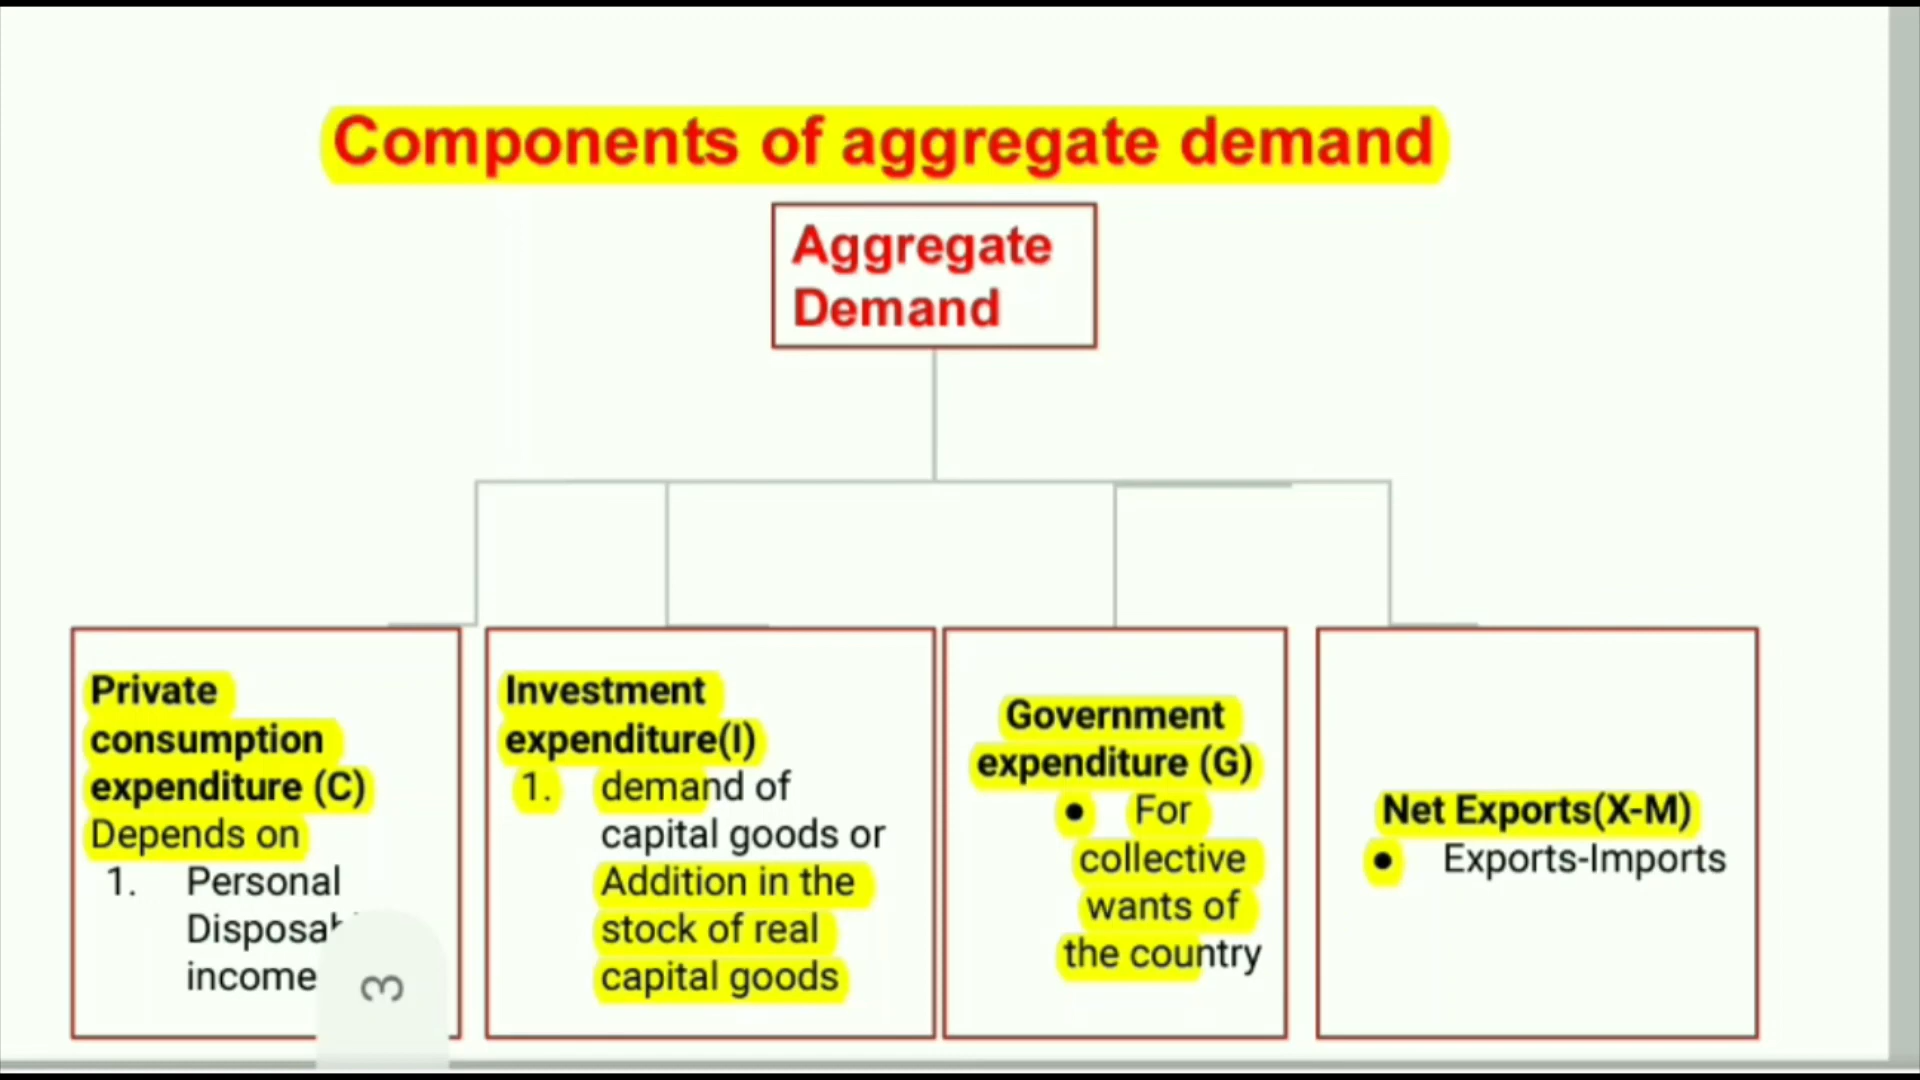 Components of aggregate demand
Aggregate
Demand
Private
consumption
expenditure (C)
Depends on
1. Personal
income
3
Investment
expenditure(I)
1. demand of
capital goods or
Addition in the
stock of real
capital goods
Government
expenditure (G)
● For
collective
wants of
the country
Net Exports(X-M)
● Exports-Imports